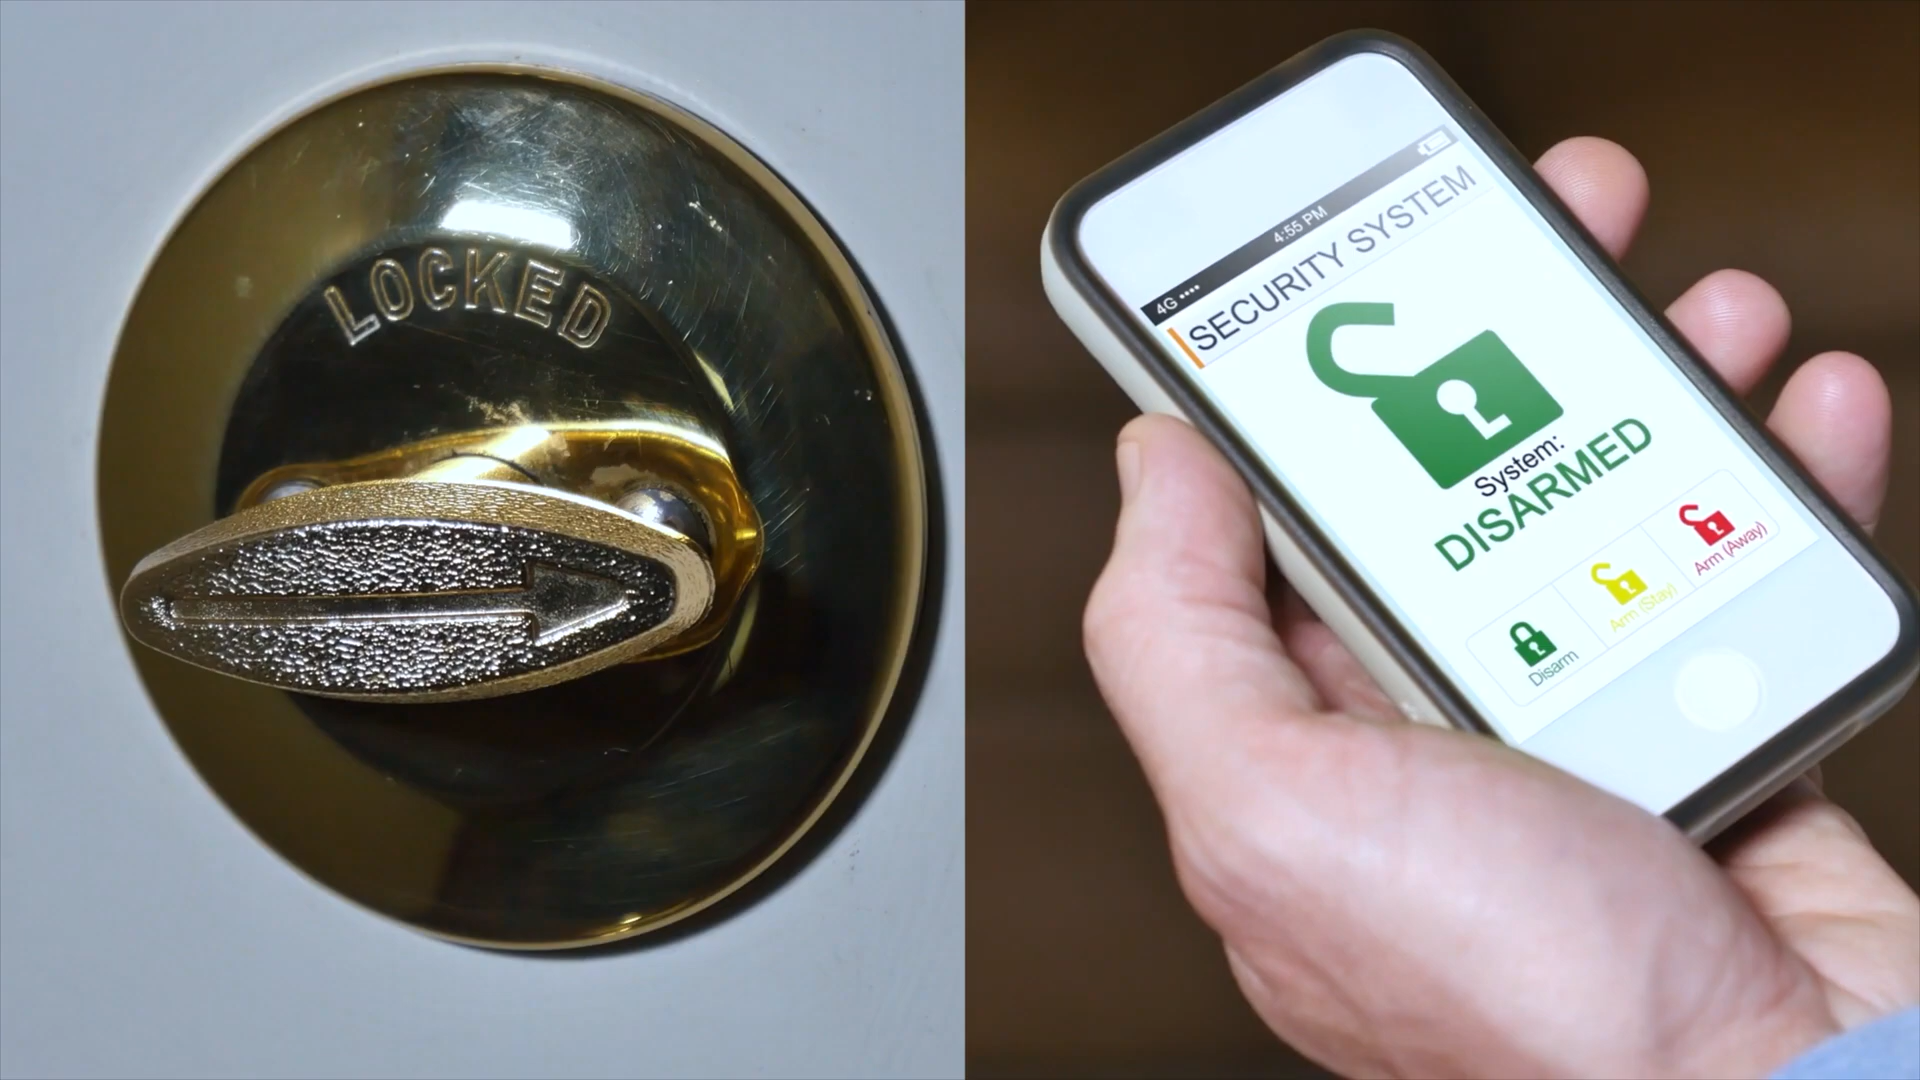 LOCKED
4G •••• 4:55 PM
SECURITY SYSTEM
System:
DISARMED
Disarm
Arm (Stay)
Arm (Away)